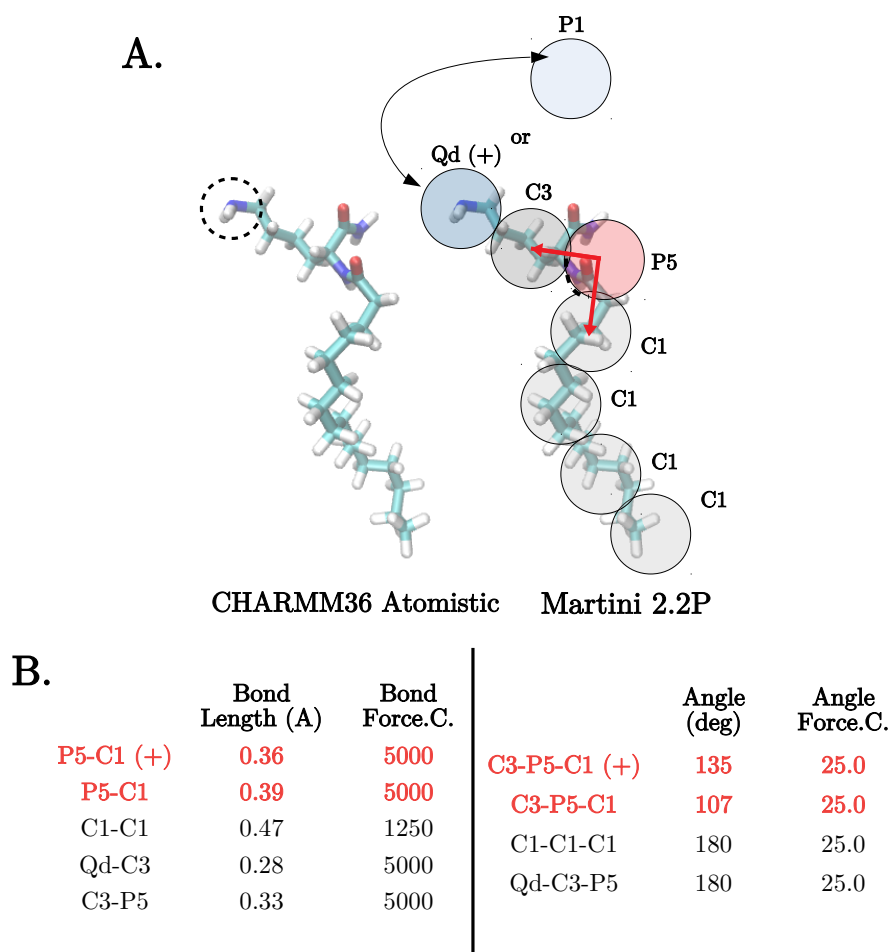 A.
P1
or
Qd (+)
C3
P5
C1
C1
C1
C1
CHARMM36 Atomistic
Martini 2.2P
B.
Bond Length (A)
Bond Force.C.
P5-C1 (+) 0.36 5000
P5-C1 0.39 5000
C1-C1 0.47 1250
Qd-C3 0.28 5000
C3-P5 0.33 5000
Angle (deg)
Angle Force.C.
C3-P5-C1 (+) 135 25.0
C3-P5-C1 107 25.0
C1-C1-C1 180 25.0
Qd-C3-P5 180 25.0